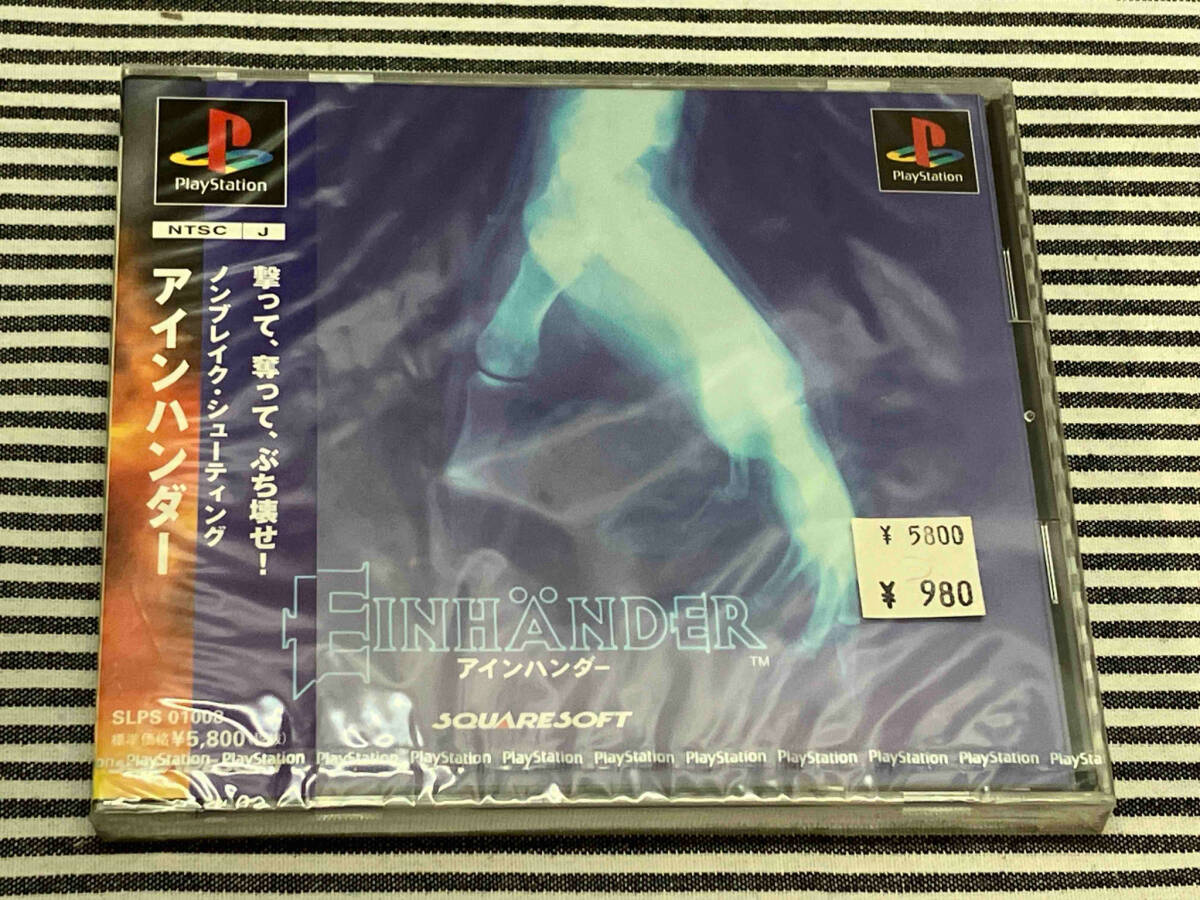 PlayStation
NTSC J
撃って、奪って、ぶち壊せ!
ノンブレイク・シューティング
アインハンダー
SLPS 01008
標準価格¥5,800
PlayStation
¥ 5800
¥ 980
EINHÄNDER
TM
アインハンダー
SQUARESOFT
on PlayStation PlayStation PlayStation PlayStation PlayStation PlayStation PlayStation PlayStation PlayStation PlayStation PlaySta